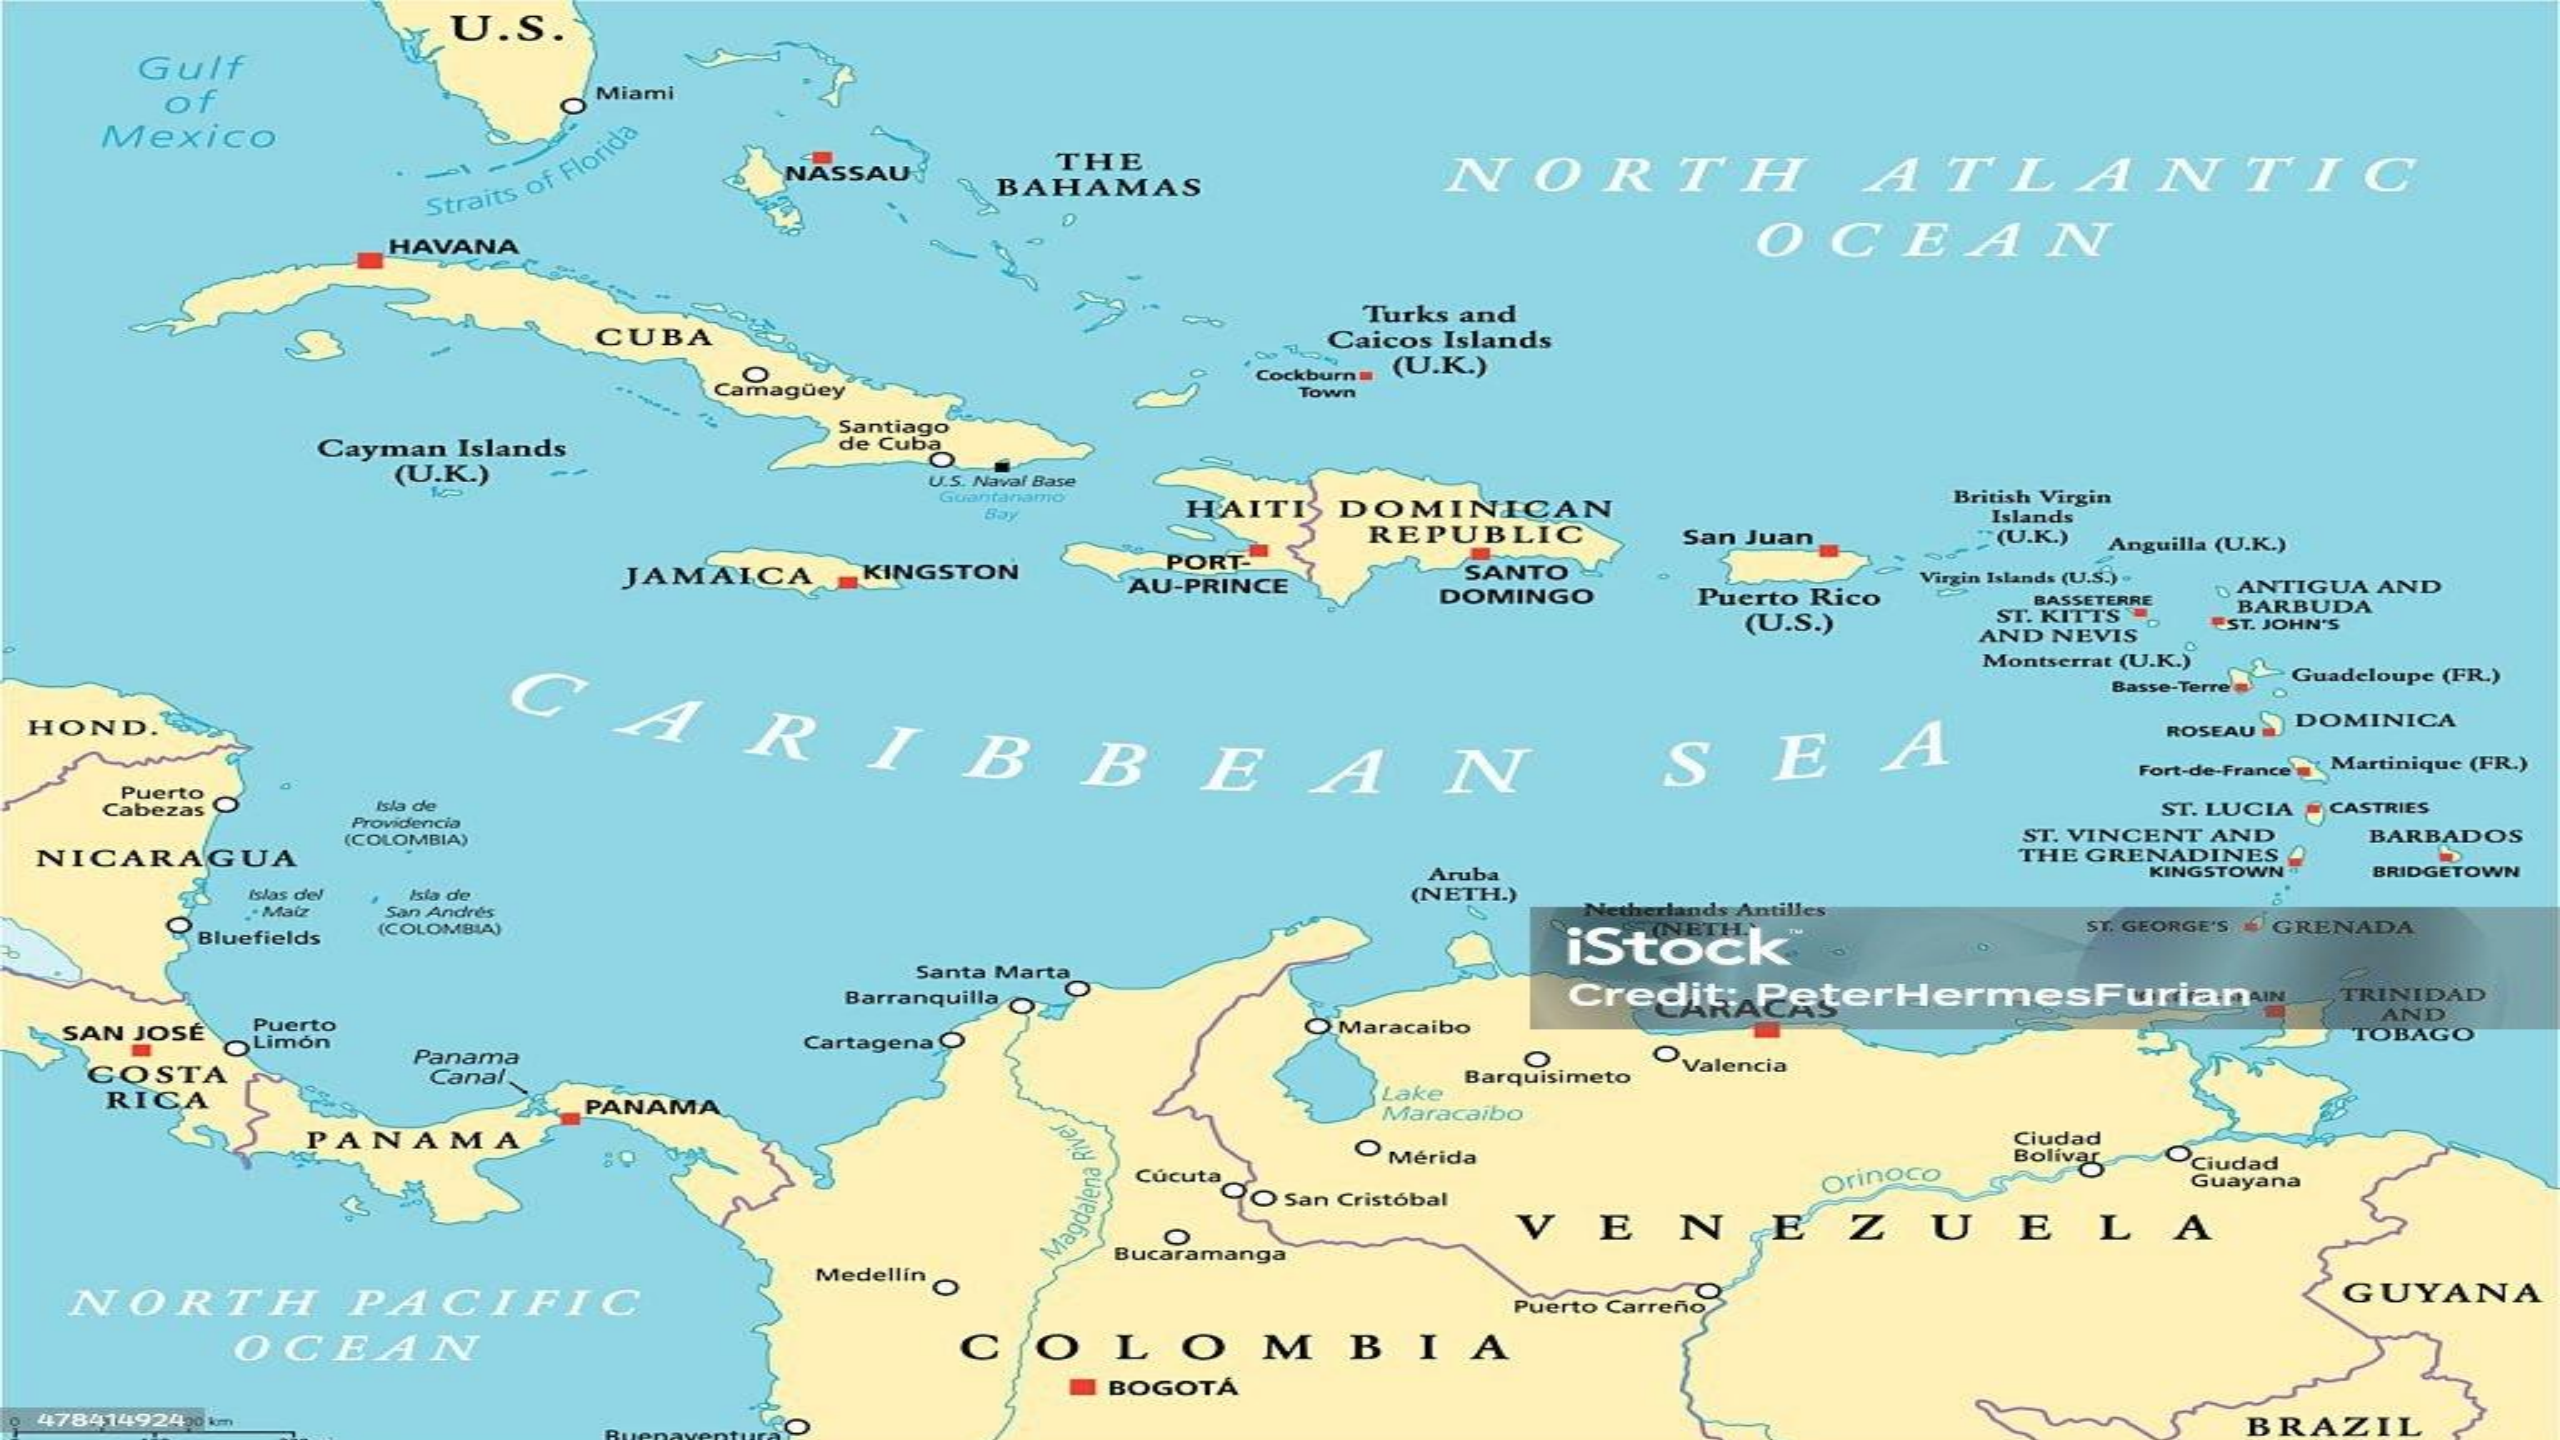 U.S.
Gulf
of
Mexico
Miami
Straits of Florida
NASSAU
THE
BAHAMAS
NORTH ATLANTIC
OCEAN
HAVANA
CUBA
Camagüey
Santiago
de Cuba
U.S. Naval Base
Guantanamo
Bay
Turks and
Caicos Islands
(U.K.)
Cockburn
Town
Cayman Islands
(U.K.)
HAITI
DOMINICAN
REPUBLIC
PORT-
AU-PRINCE
SANTO
DOMINGO
JAMAICA
KINGSTON
San Juan
Puerto Rico
(U.S.)
British Virgin
Islands
(U.K.)
Anguilla (U.K.)
Virgin Islands (U.S.)
ANTIGUA AND
BARBUDA
ST. JOHN'S
BASSETERRE
ST. KITTS
AND NEVIS
Montserrat (U.K.)
Guadeloupe (FR.)
Basse-Terre
DOMINICA
ROSEAU
Martinique (FR.)
Fort-de-France
ST. LUCIA
CASTRIES
ST. VINCENT AND
THE GRENADINES
KINGSTOWN
BARBADOS
BRIDGETOWN
CARIBBEAN SEA
HOND.
Puerto
Cabezas
NICARAGUA
Isla de
Providencia
(COLOMBIA)
Islas del
Maíz
Isla de
San Andrés
(COLOMBIA)
Bluefields
Aruba
(NETH.)
Netherlands Antilles
(NETH.)
ST. GEORGE'S
GRENADA
iStock™
Credit: PeterHermesFurian
TRINIDAD
AND
TOBAGO
CARACAS
Santa Marta
Barranquilla
Cartagena
Maracaibo
Barquisimeto
Valencia
Lake
Maracaibo
SAN JOSÉ
Puerto
Limón
COSTA
RICA
Panama
Canal
PANAMA
PANAMA
Magdalena River
Mérida
Cúcuta
San Cristóbal
Bucaramanga
Ciudad
Bolívar
Ciudad
Guayana
Orinoco
VENEZUELA
Medellín
Puerto Carreño
GUYANA
NORTH PACIFIC
OCEAN
COLOMBIA
BOGOTÁ
BRAZIL
Buenaventura
478414924
0
km